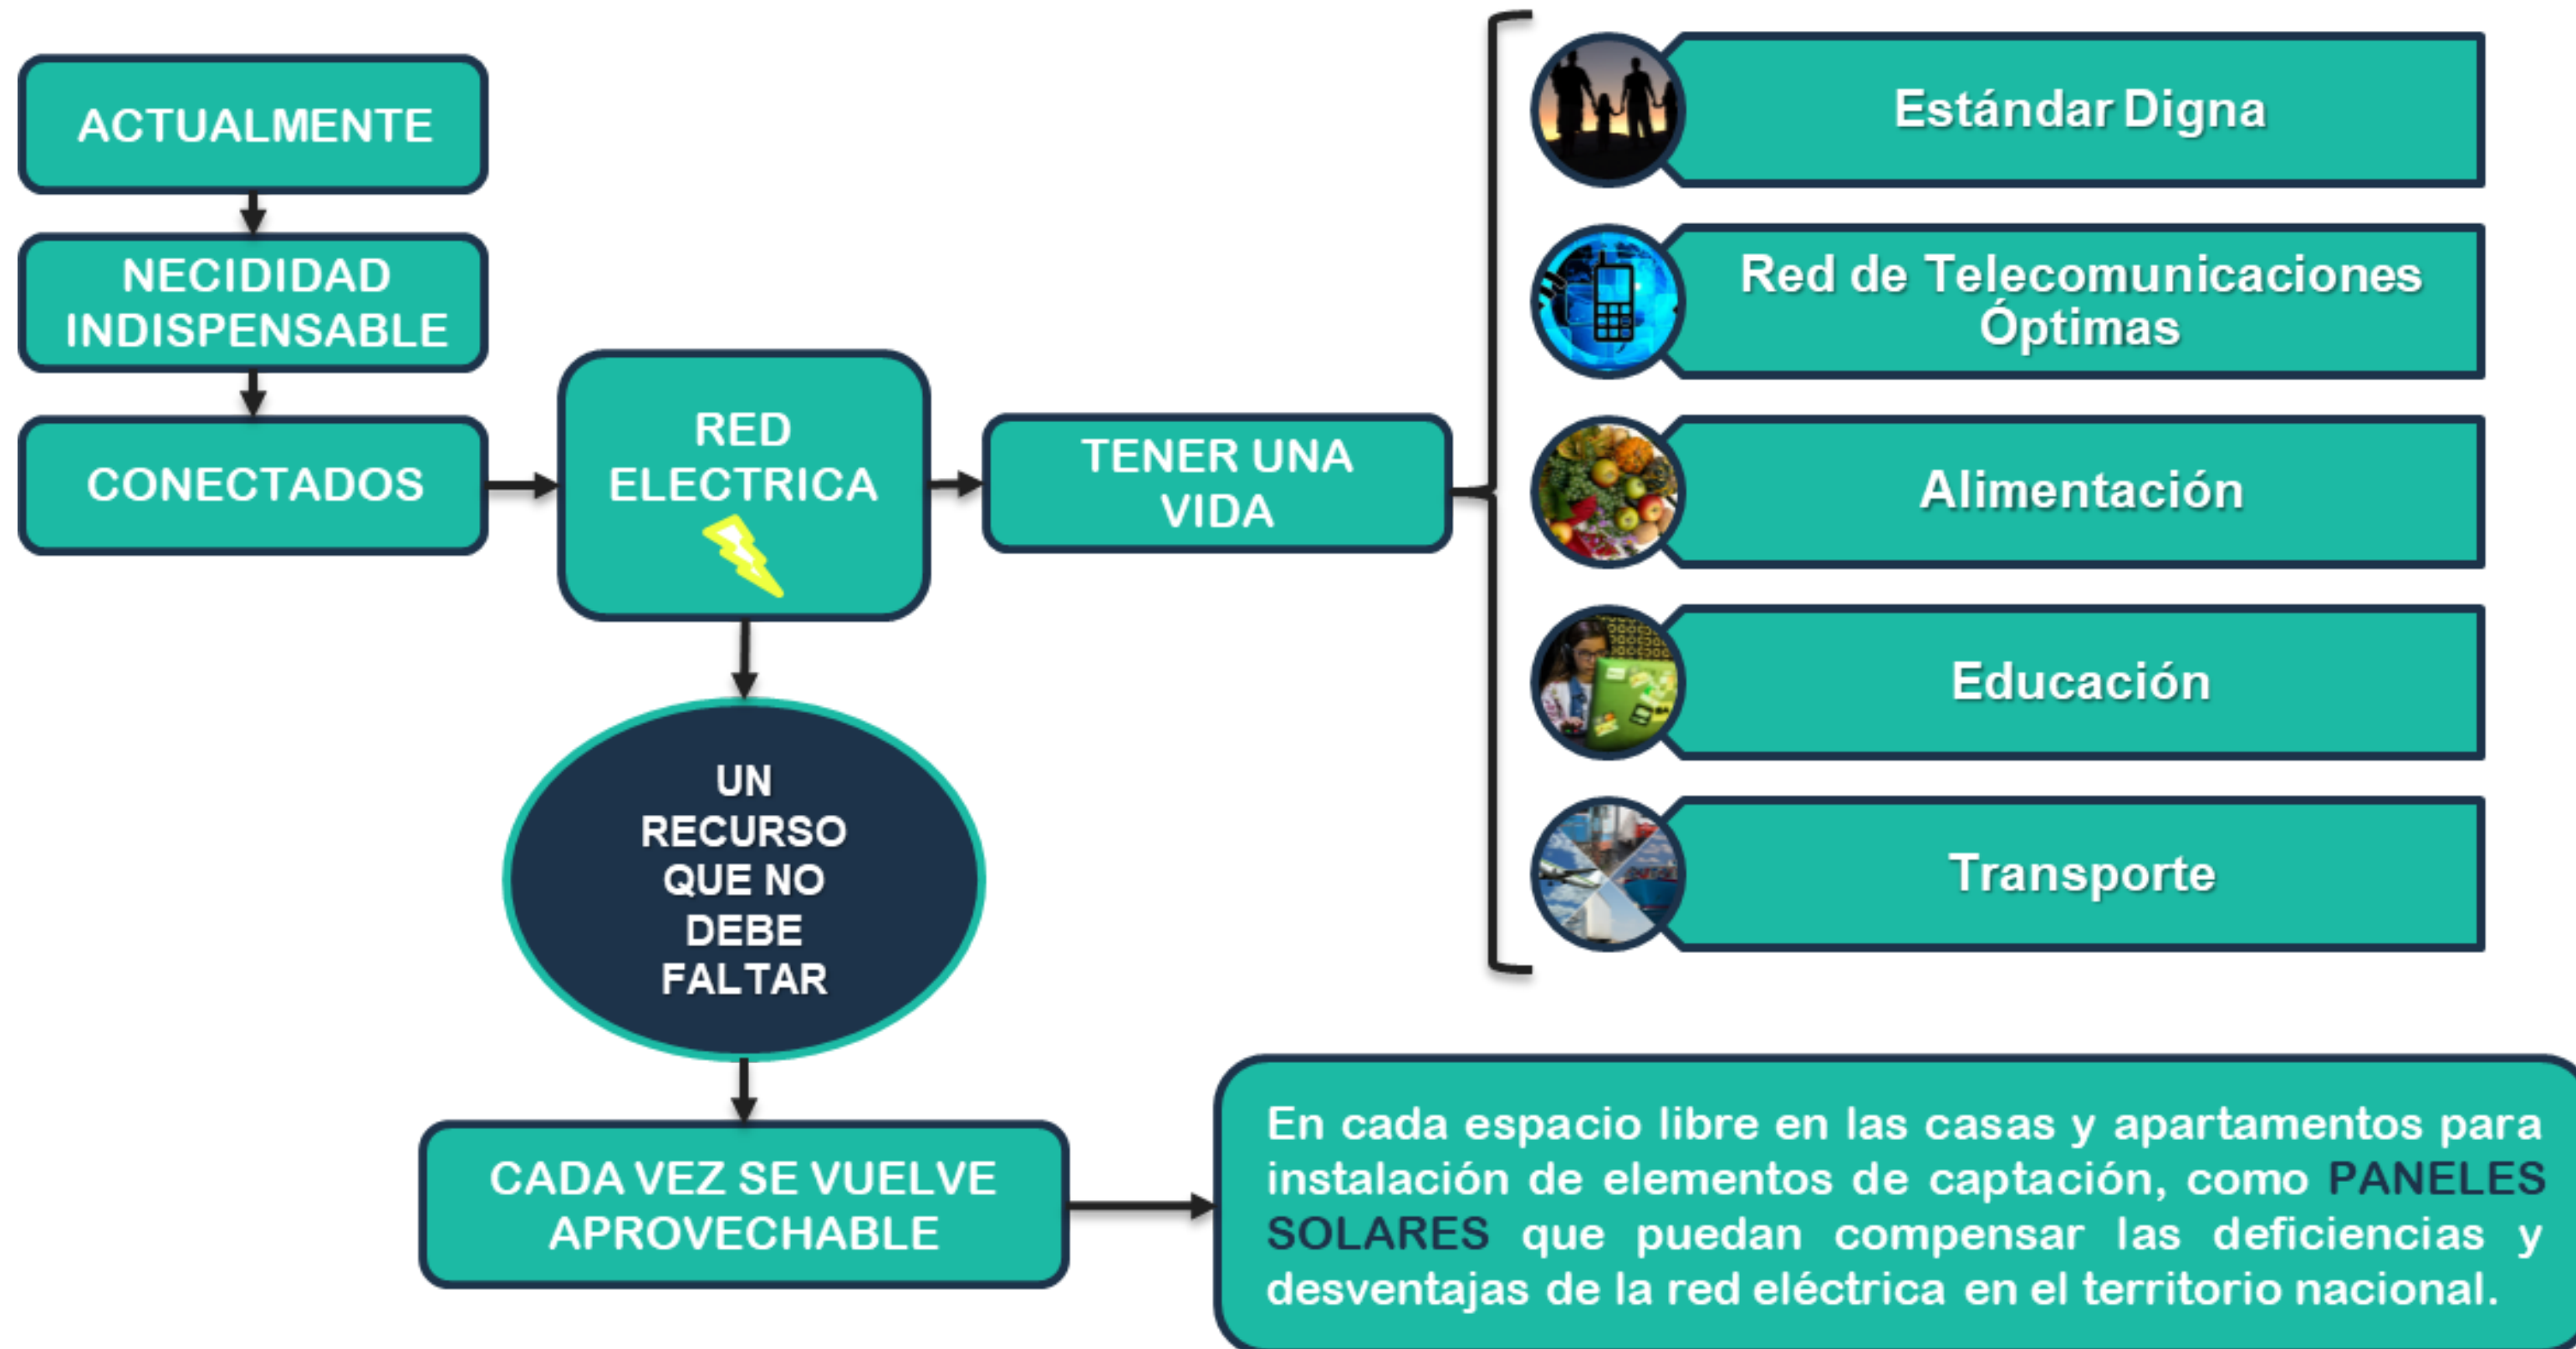 ACTUALMENTE
NECIDIDAD
INDISPENSABLE
CONECTADOS
RED
ELECTRICA
TENER UNA
VIDA
Estándar Digna
Red de Telecomunicaciones
Óptimas
Alimentación
Educación
Transporte
UN
RECURSO
QUE NO
DEBE
FALTAR
CADA VEZ SE VUELVE
APROVECHABLE
En cada espacio libre en las casas y apartamentos para
instalación de elementos de captación, como PANELES
SOLARES que puedan compensar las deficiencias y
desventajas de la red eléctrica en el territorio nacional.